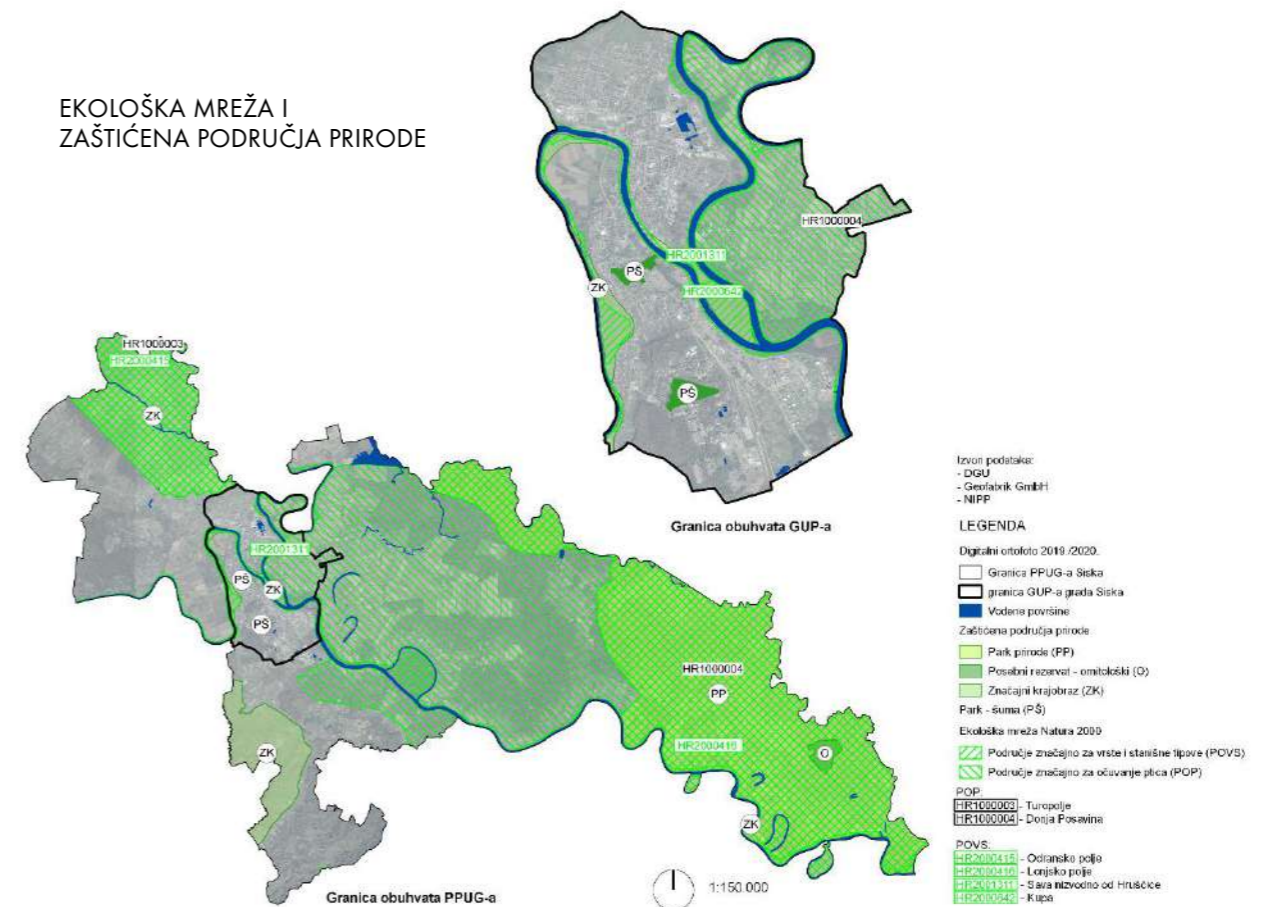 EKOLOŠKA MREŽA I
ZAŠTIĆENA PODRUČJA PRIRODE
HR1000004
HR2001311
PŠ
ZK
HR2000642
PŠ
Granica obuhvata GUP-a
HR1000003
HR2000415
ZK
HR2001311
PŠ
ZK
PŠ
HR1000004
PP
HR2000416
O
ZK
ZK
Granica obuhvata PPUG-a
1:150.000
Izvori podataka:
- DGU
- Geofabrik GmbH
- NIPP
LEGENDA
Digitalni ortofoto 2019./2020.
Granica PPUG-a Siska
granica GUP-a grada Siska
Vodene površine
Zaštićena područja prirode
Park prirode (PP)
Posebni rezervat - ornitološki (O)
Značajni krajobraz (ZK)
Park - šuma (PŠ)
Ekološka mreža Natura 2000
Područje značajno za vrste i stanišne tipove (POVS)
Područje značajno za očuvanje ptica (POP)
POP:
HR1000003 - Turopolje
HR1000004 - Donja Posavina
POVS:
HR2000415 - Odransko polje
HR2000416 - Lonjsko polje
HR2001311 - Sava nizvodno od Hrušćice
HR2000642 - Kupa